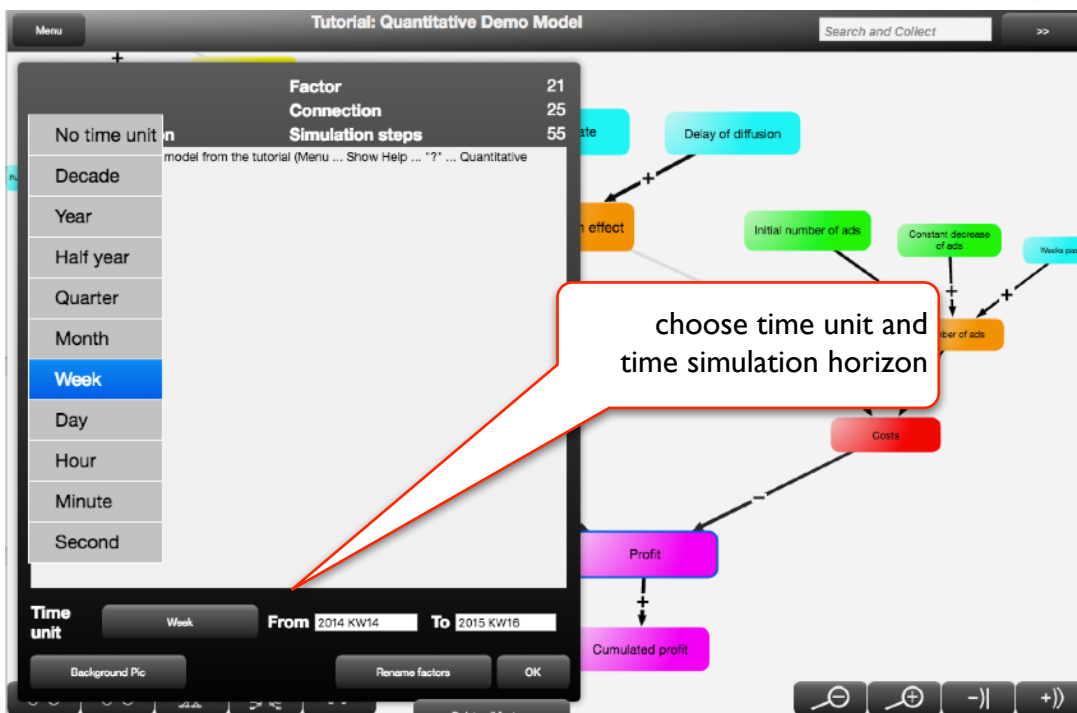 Menu
Tutorial: Quantitative Demo Model
Search and Collect
>>
+
Factor 21
Connection 25
Simulation steps 55
No time unit
model from the tutorial (Menu ... Show Help ... "?" ... Quantitative
Decade
Year
Half year
Quarter
Month
Week
Day
Hour
Minute
Second
Delay of diffusion
+
effect
Initial number of ads
Constant decrease
of ads
+
+
of ads
choose time unit and
time simulation horizon
Costs
–
Profit
+
Cumulated profit
Time
unit
Week
From 2014 KW14
To 2015 KW16
Background Pic
Rename factors
OK
-)|
+))